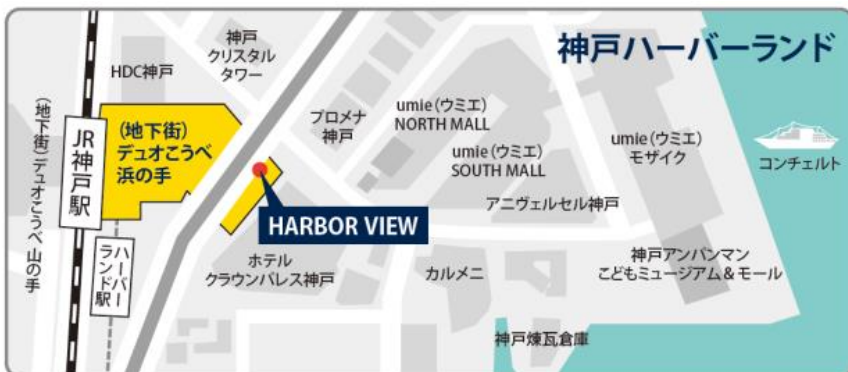 神戸ハーバーランド
神戸
クリスタル
タワー
HDC神戸
(地下街)デュオこうべ 山の手
JR神戸駅
(地下街)
デュオこうべ
浜の手
ハーバー
ランド駅
プロメナ
神戸
umie(ウミエ)
NORTH MALL
umie(ウミエ)
SOUTH MALL
umie(ウミエ)
モザイク
コンチェルト
アニヴェルセル神戸
HARBOR VIEW
ホテル
クラウンパレス神戸
カルメニ
神戸アンパンマン
こどもミュージアム&モール
神戸煉瓦倉庫